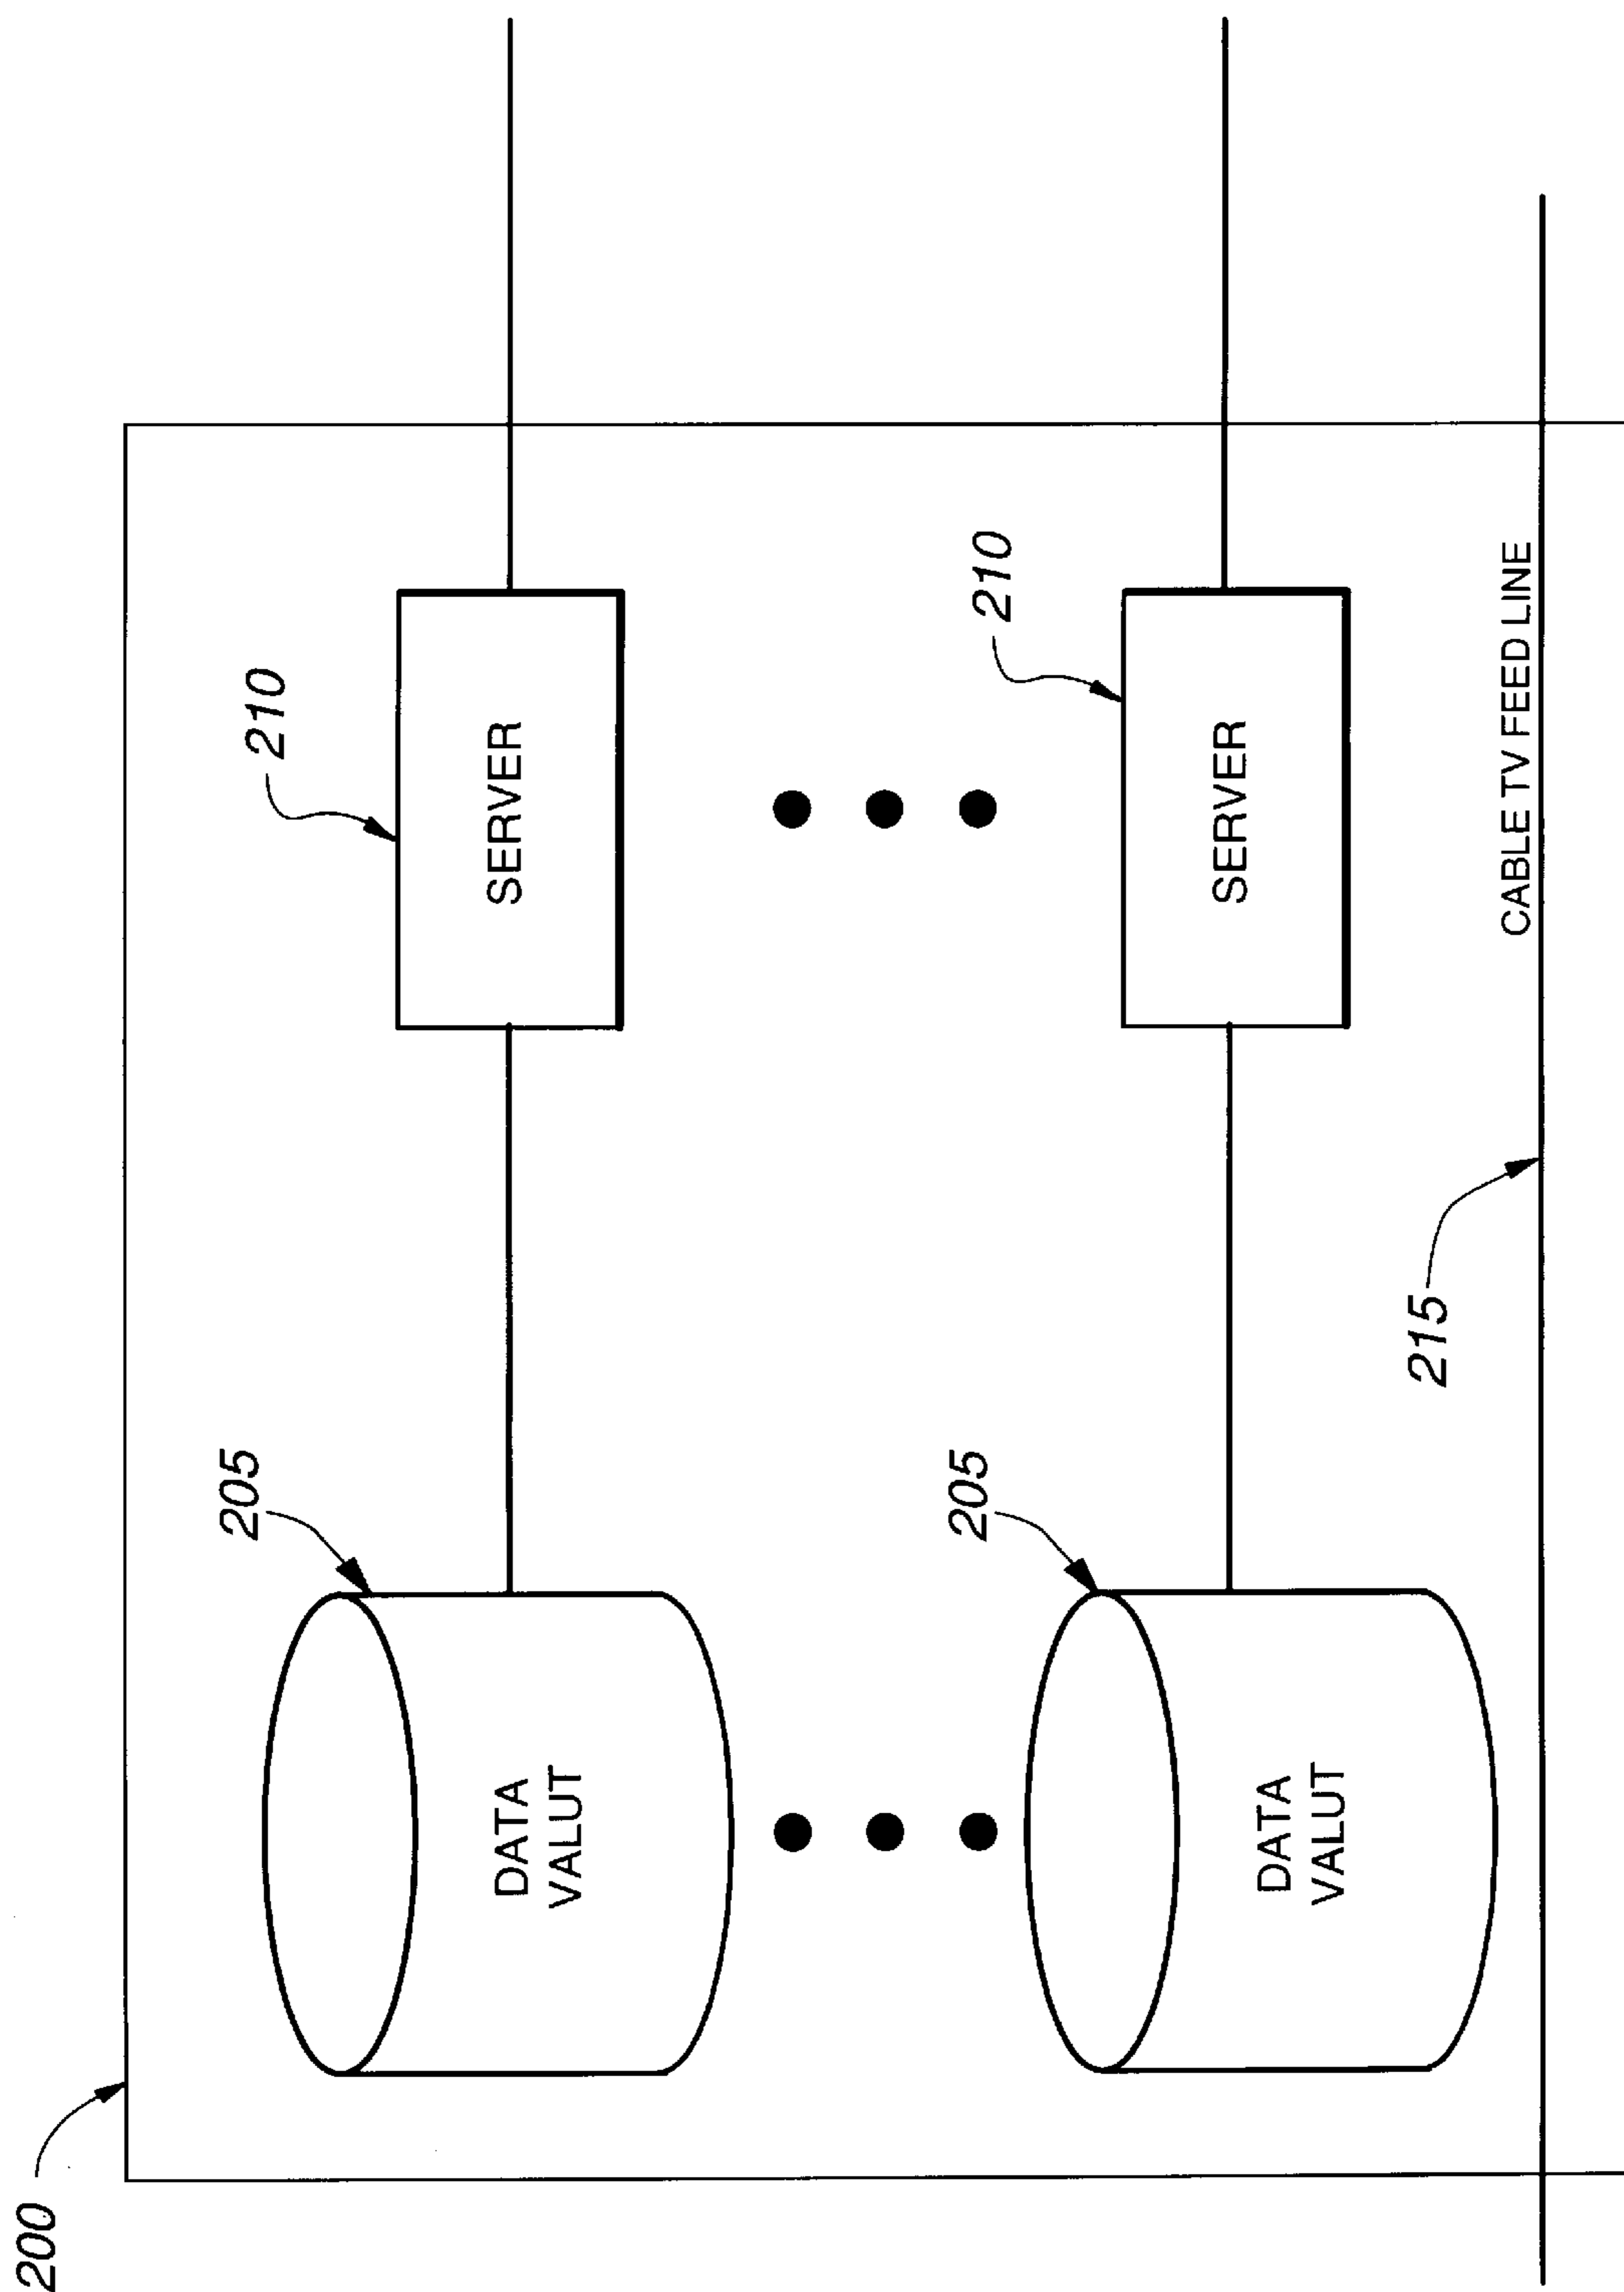 200
205
210
DATA
VALUT
SERVER
205
210
DATA
VALUT
SERVER
215
CABLE TV FEED LINE